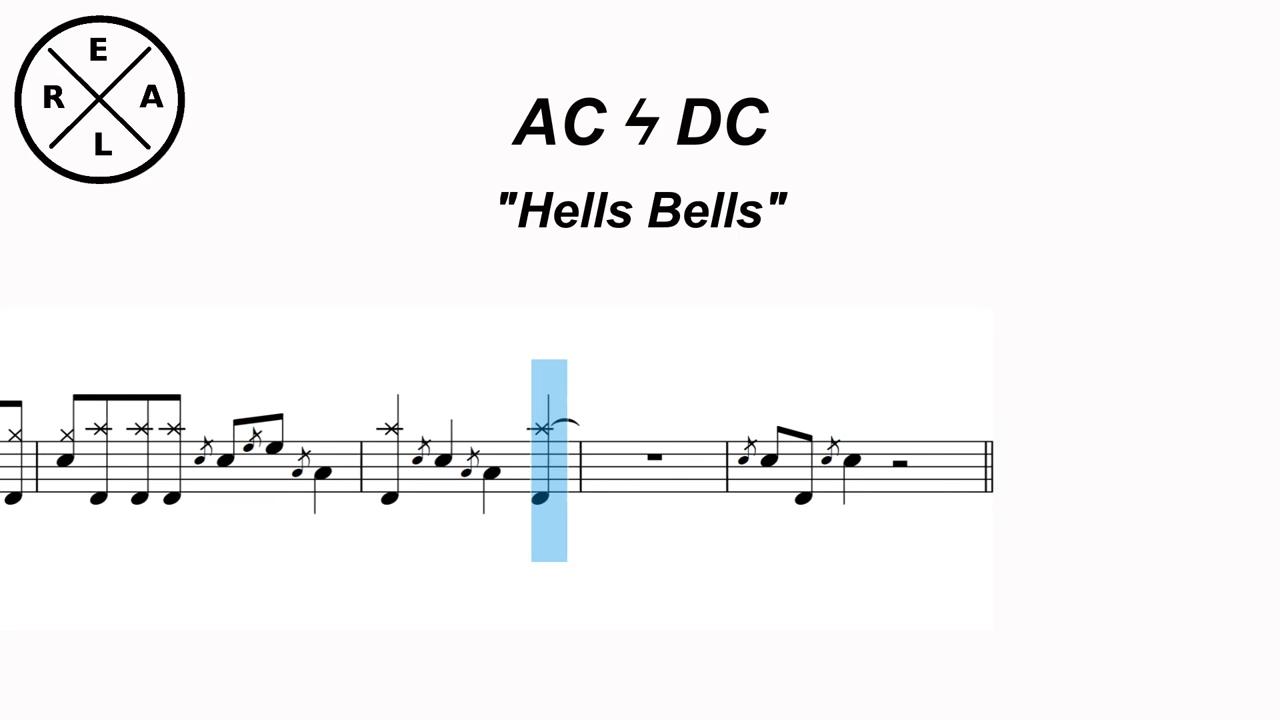 E
R A
L
AC ϟ DC
"Hells Bells"